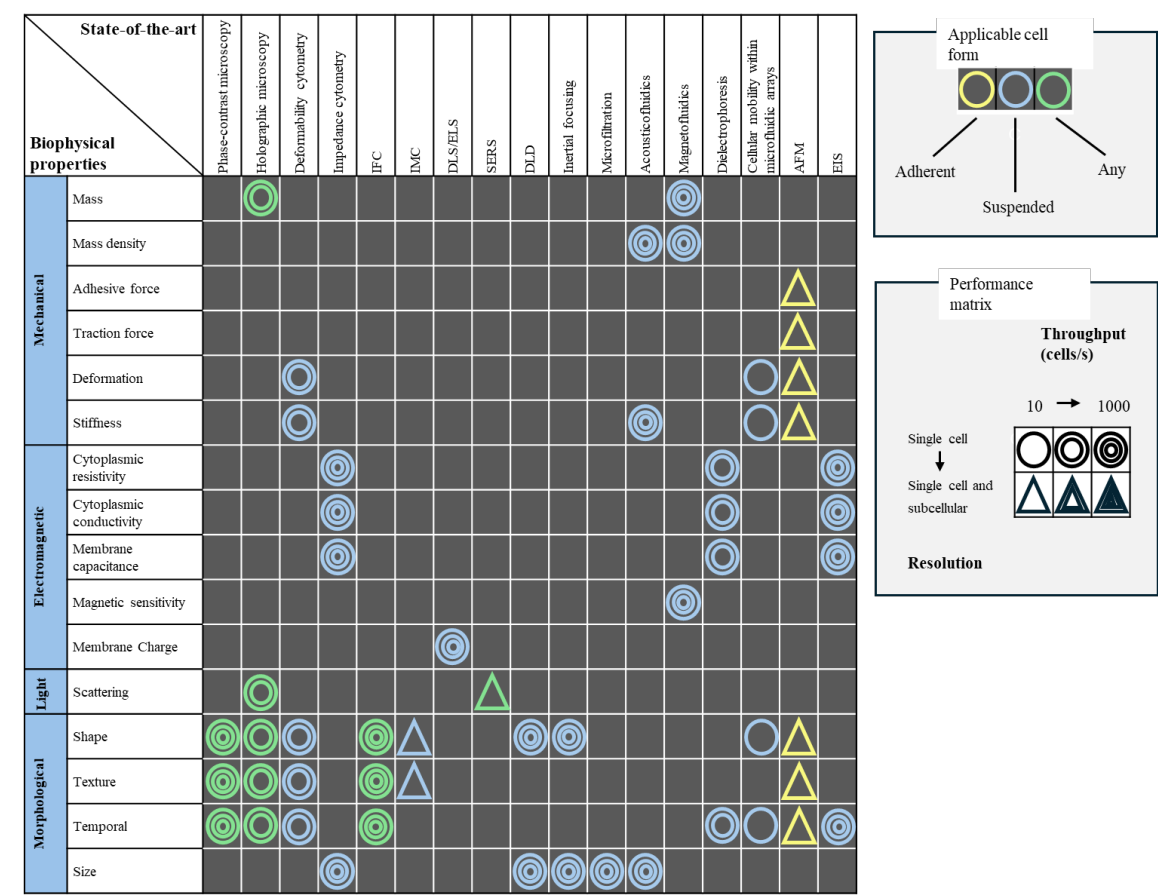 State-of-the-art
Biophysical
properties
Phase-contrast microscopy
Holographic microscopy
Deformability cytometry
Impedance cytometry
IFC
IMC
DLS/ELS
SERS
DLD
Inertial focusing
Microfiltration
Acousticofluidics
Magnetofluidics
Dielectrophoresis
Cellular mobility within
microfluidic arrays
AFM
EIS
Mechanical
Mass
Mass density
Adhesive force
Traction force
Deformation
Stiffness
Electromagnetic
Cytoplasmic
resistivity
Cytoplasmic
conductivity
Membrane
capacitance
Magnetic sensitivity
Membrane Charge
Light
Scattering
Morphological
Shape
Texture
Temporal
Size
Applicable cell
form
Adherent
Suspended
Any
Performance
matrix
Throughput
(cells/s)
10 → 1000
Single cell
Single cell and
subcellular
Resolution